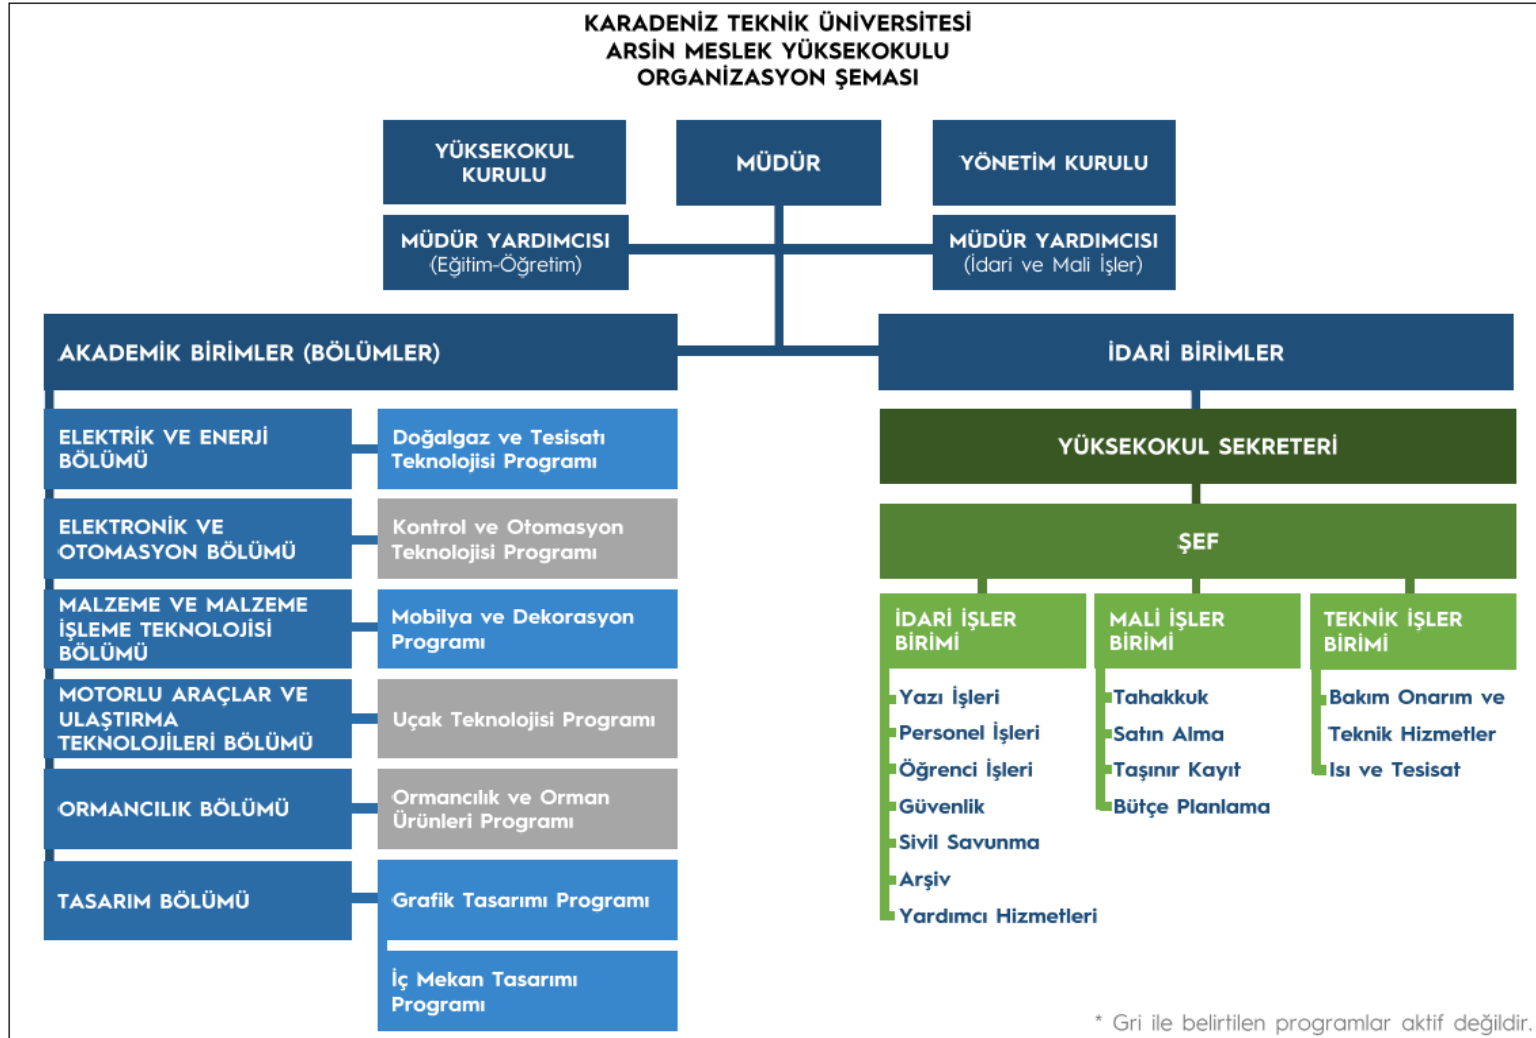 KARADENİZ TEKNİK ÜNİVERSİTESİ
ARSİN MESLEK YÜKSEKOKULU
ORGANİZASYON ŞEMASI
YÜKSEKOKUL
KURULU
MÜDÜR
YÖNETİM KURULU
MÜDÜR YARDIMCISI
(Eğitim-Öğretim)
MÜDÜR YARDIMCISI
(İdari ve Mali İşler)
AKADEMİK BİRİMLER (BÖLÜMLER)
ELEKTRİK VE ENERJİ
BÖLÜMÜ
Doğalgaz ve Tesisatı
Teknolojisi Programı
ELEKTRONİK VE
OTOMASYON BÖLÜMÜ
Kontrol ve Otomasyon
Teknolojisi Programı
MALZEME VE MALZEME
İŞLEME TEKNOLOJİSİ
BÖLÜMÜ
Mobilya ve Dekorasyon
Programı
MOTORLU ARAÇLAR VE
ULAŞTIRMA
TEKNOLOJİLERİ BÖLÜMÜ
Uçak Teknolojisi Programı
ORMANCILIK BÖLÜMÜ
Ormancılık ve Orman
Ürünleri Programı
TASARIM BÖLÜMÜ
Grafik Tasarımı Programı
İç Mekan Tasarımı
Programı
İDARİ BİRİMLER
YÜKSEKOKUL SEKRETERİ
ŞEF
İDARİ İŞLER
BİRİMİ
Yazı İşleri
Personel İşleri
Öğrenci İşleri
Güvenlik
Sivil Savunma
Arşiv
Yardımcı Hizmetleri
MALİ İŞLER
BİRİMİ
Tahakkuk
Satın Alma
Taşınır Kayıt
Bütçe Planlama
TEKNİK İŞLER
BİRİMİ
Bakım Onarım ve
Teknik Hizmetler
Isı ve Tesisat
* Gri ile belirtilen programlar aktif değildir.